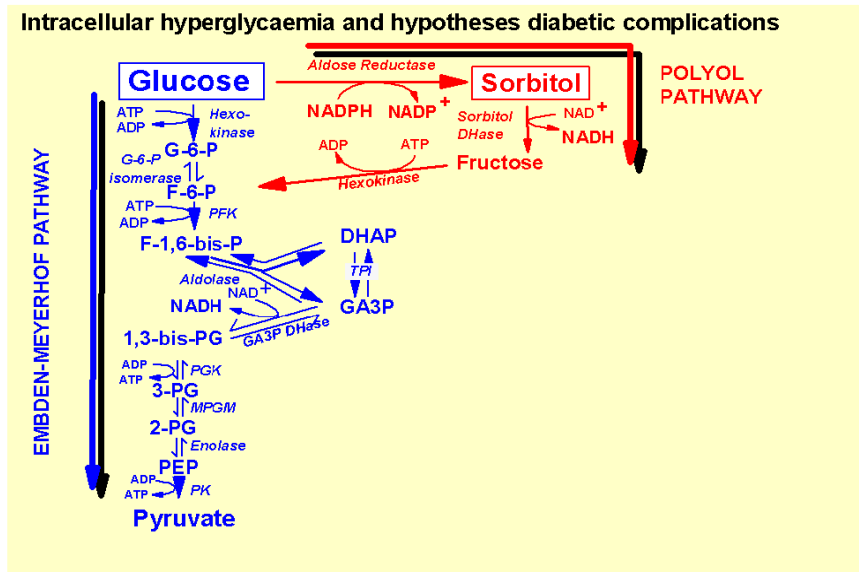 Intracellular hyperglycaemia and hypotheses diabetic complications
Aldose Reductase
POLYOL
PATHWAY
Glucose
Sorbitol
NADPH
NADP+
ATP
ADP
Hexo-
kinase
Sorbitol
DHase
NAD+
NADH
ADP
ATP
G-6-P
Fructose
G-6-P
isomerase
Hexokinase
F-6-P
ATP
ADP
PFK
F-1,6-bis-P
DHAP
TPI
Aldolase
NAD+
NADH
GA3P
GA3P DHase
1,3-bis-PG
ADP
ATP
PGK
3-PG
MPGM
2-PG
Enolase
PEP
ADP
ATP
PK
Pyruvate
EMBDEN-MEYERHOF PATHWAY